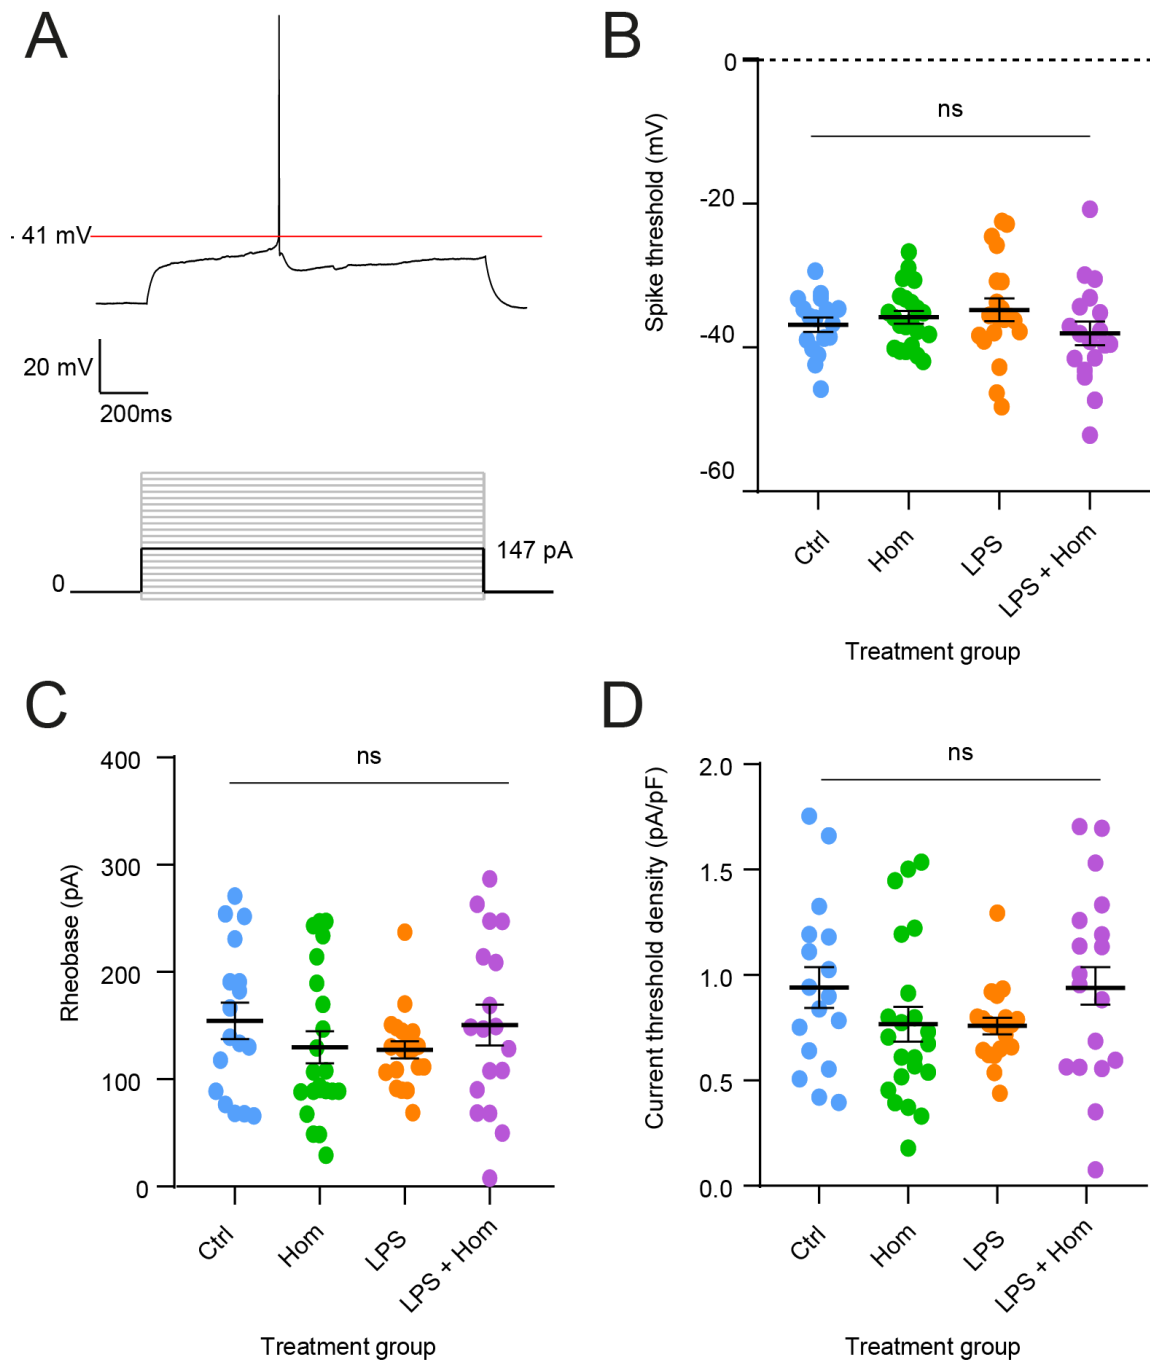 A
- 41 mV
20 mV
200ms
0
147 pA
B
Spike threshold (mV)
0
-20
-40
-60
ns
Ctrl
Hom
LPS
LPS + Hom
Treatment group
C
Rheobase (pA)
400
300
200
100
0
ns
Ctrl
Hom
LPS
LPS + Hom
Treatment group
D
Current threshold density (pA/pF)
2.0
1.5
1.0
0.5
0.0
ns
Ctrl
Hom
LPS
LPS + Hom
Treatment group